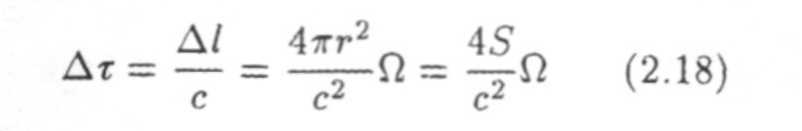 Δτ = Δl/c = 4πr²/c² Ω = 4S/c² Ω (2.18)